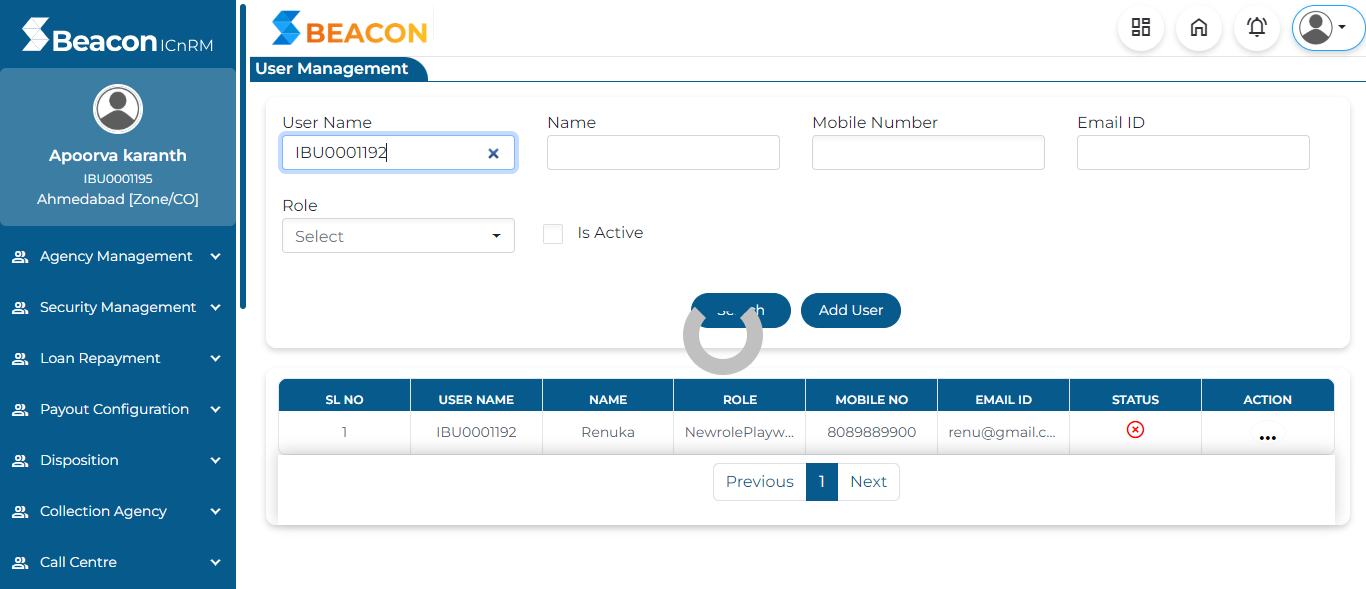 Beacon ICnRM
Apoorva karanth
IBU0001195
Ahmedabad [Zone/CO]
Agency Management
Security Management
Loan Repayment
Payout Configuration
Disposition
Collection Agency
Call Centre
BEACON
User Management
User Name Name Mobile Number Email ID
IBU0001192
Role
Select Is Active
Search Add User
SL NO USER NAME NAME ROLE MOBILE NO EMAIL ID STATUS ACTION
1 IBU0001192 Renuka NewrolePlayw... 8089889900 renu@gmail.c... •••
Previous 1 Next